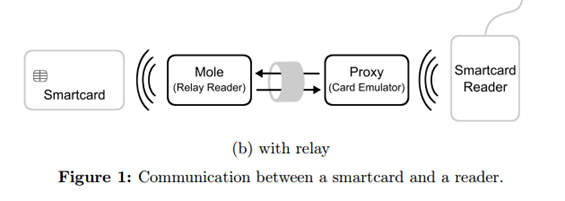 Smartcard
Mole
(Relay Reader)
Proxy
(Card Emulator)
Smartcard
Reader
(b) with relay
Figure 1: Communication between a smartcard and a reader.